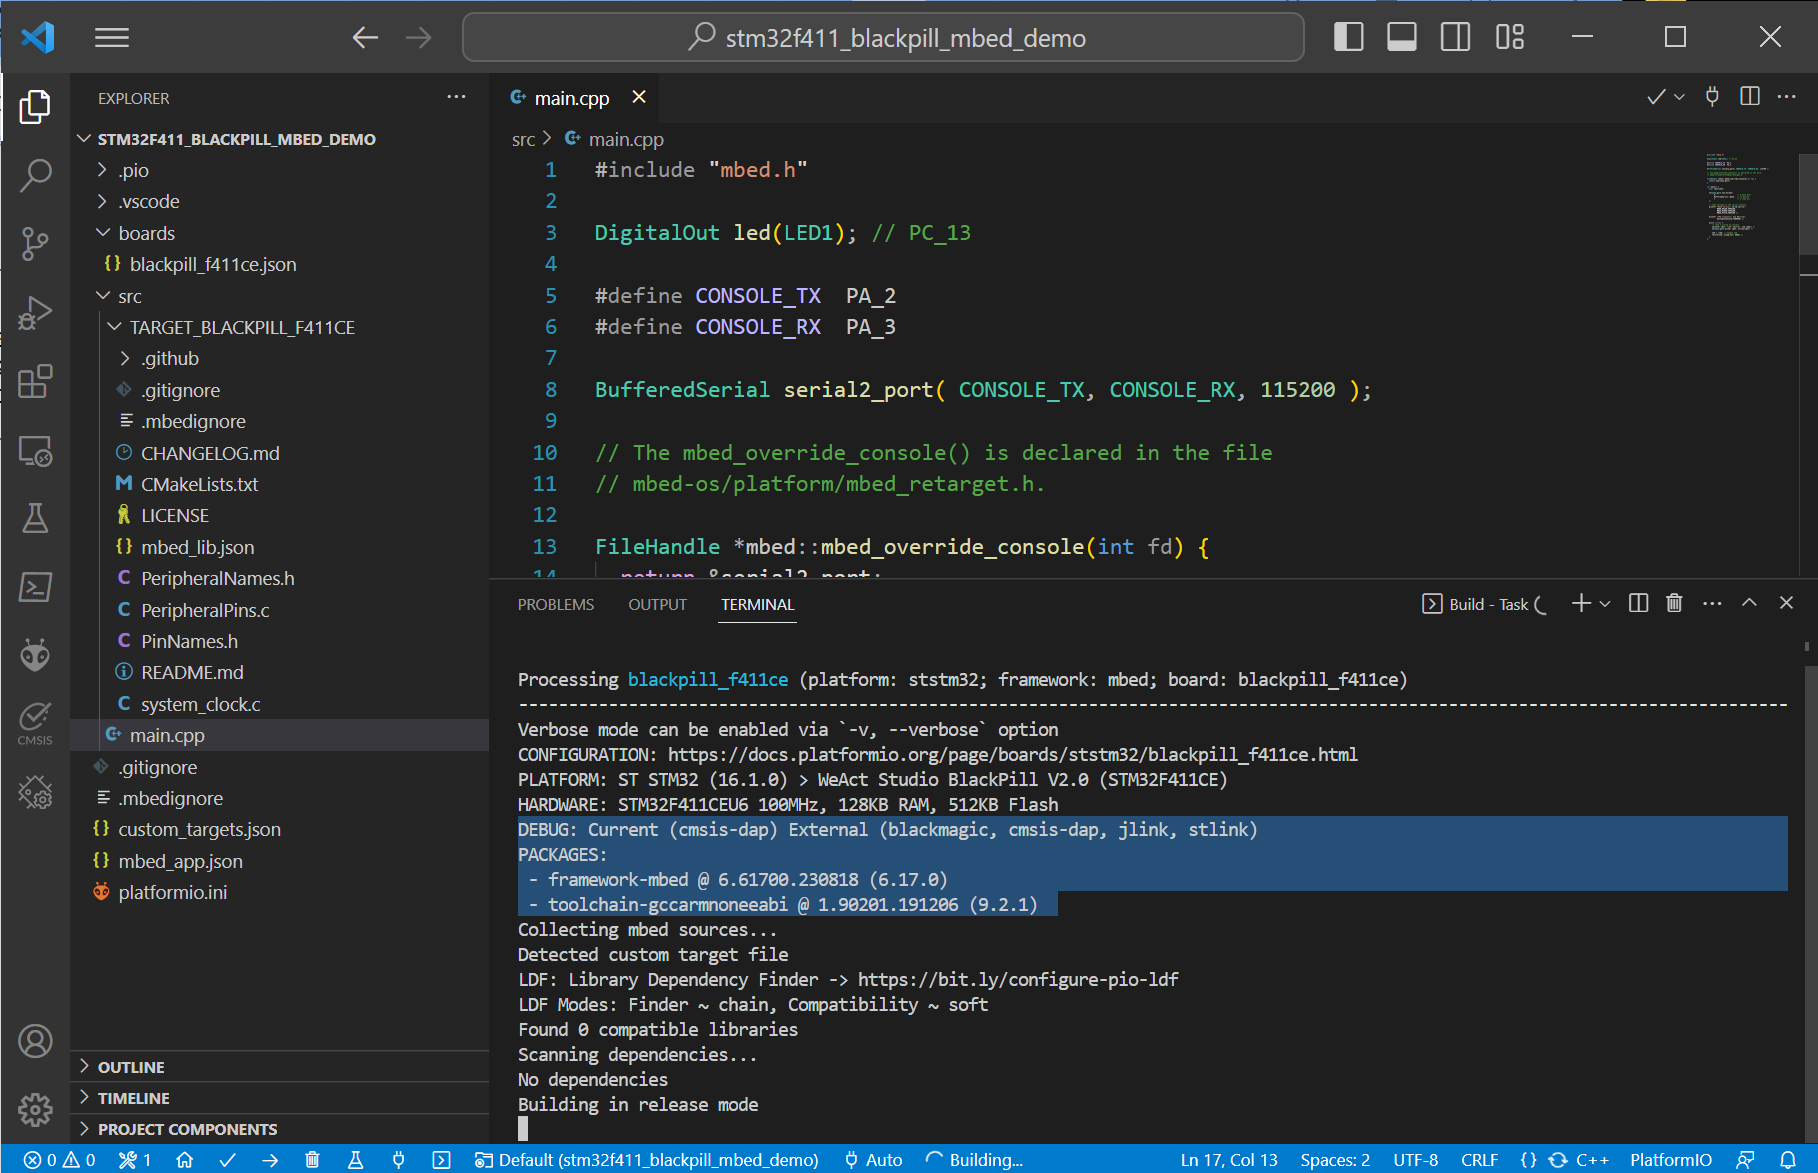 stm32f411_blackpill_mbed_demo
EXPLORER
STM32F411_BLACKPILL_MBED_DEMO
.pio
.vscode
boards
{} blackpill_f411ce.json
src
TARGET_BLACKPILL_F411CE
.github
.gitignore
.mbedignore
CHANGELOG.md
M CMakeLists.txt
LICENSE
{} mbed_lib.json
C PeripheralNames.h
C PeripheralPins.c
C PinNames.h
README.md
C system_clock.c
main.cpp
.gitignore
.mbedignore
{} custom_targets.json
{} mbed_app.json
platformio.ini
OUTLINE
TIMELINE
PROJECT COMPONENTS
CMSIS
main.cpp
src > main.cpp
1 #include "mbed.h"
2
3 DigitalOut led(LED1); // PC_13
4
5 #define CONSOLE_TX  PA_2
6 #define CONSOLE_RX  PA_3
7
8 BufferedSerial serial2_port( CONSOLE_TX, CONSOLE_RX, 115200 );
9
10 // The mbed_override_console() is declared in the file
11 // mbed-os/platform/mbed_retarget.h.
12
13 FileHandle *mbed::mbed_override_console(int fd) {
14 return &serial2_port;
PROBLEMS OUTPUT TERMINAL
Build - Task
Processing blackpill_f411ce (platform: ststm32; framework: mbed; board: blackpill_f411ce)
--------------------------------------------------------------------------------
Verbose mode can be enabled via `-v, --verbose` option
CONFIGURATION: https://docs.platformio.org/page/boards/ststm32/blackpill_f411ce.html
PLATFORM: ST STM32 (16.1.0) > WeAct Studio BlackPill V2.0 (STM32F411CE)
HARDWARE: STM32F411CEU6 100MHz, 128KB RAM, 512KB Flash
DEBUG: Current (cmsis-dap) External (blackmagic, cmsis-dap, jlink, stlink)
PACKAGES:
- framework-mbed @ 6.61700.230818 (6.17.0)
- toolchain-gccarmnoneeabi @ 1.90201.191206 (9.2.1)
Collecting mbed sources...
Detected custom target file
LDF: Library Dependency Finder -> https://bit.ly/configure-pio-ldf
LDF Modes: Finder ~ chain, Compatibility ~ soft
Found 0 compatible libraries
Scanning dependencies...
No dependencies
Building in release mode
0 0 1 Default (stm32f411_blackpill_mbed_demo) Auto Building... Ln 17, Col 13 Spaces: 2 UTF-8 CRLF {} C++ PlatformIO